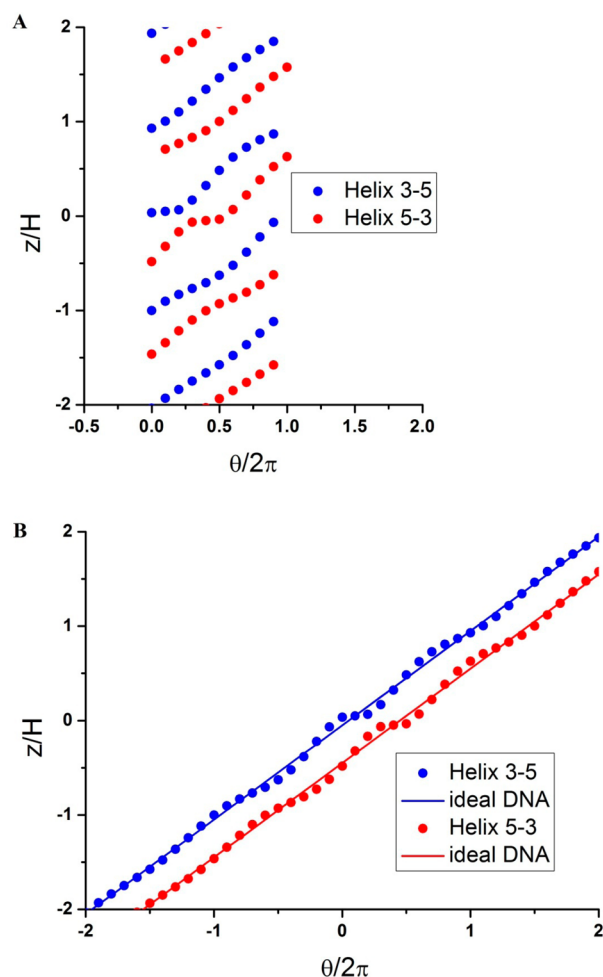 A
2
1
0
-1
-2
z/H
Helix 3-5
Helix 5-3
-0.5
0.0
0.5
1.0
1.5
2.0
θ/2π
B
2
1
0
-1
-2
z/H
Helix 3-5
ideal DNA
Helix 5-3
ideal DNA
-2
-1
0
1
2
θ/2π